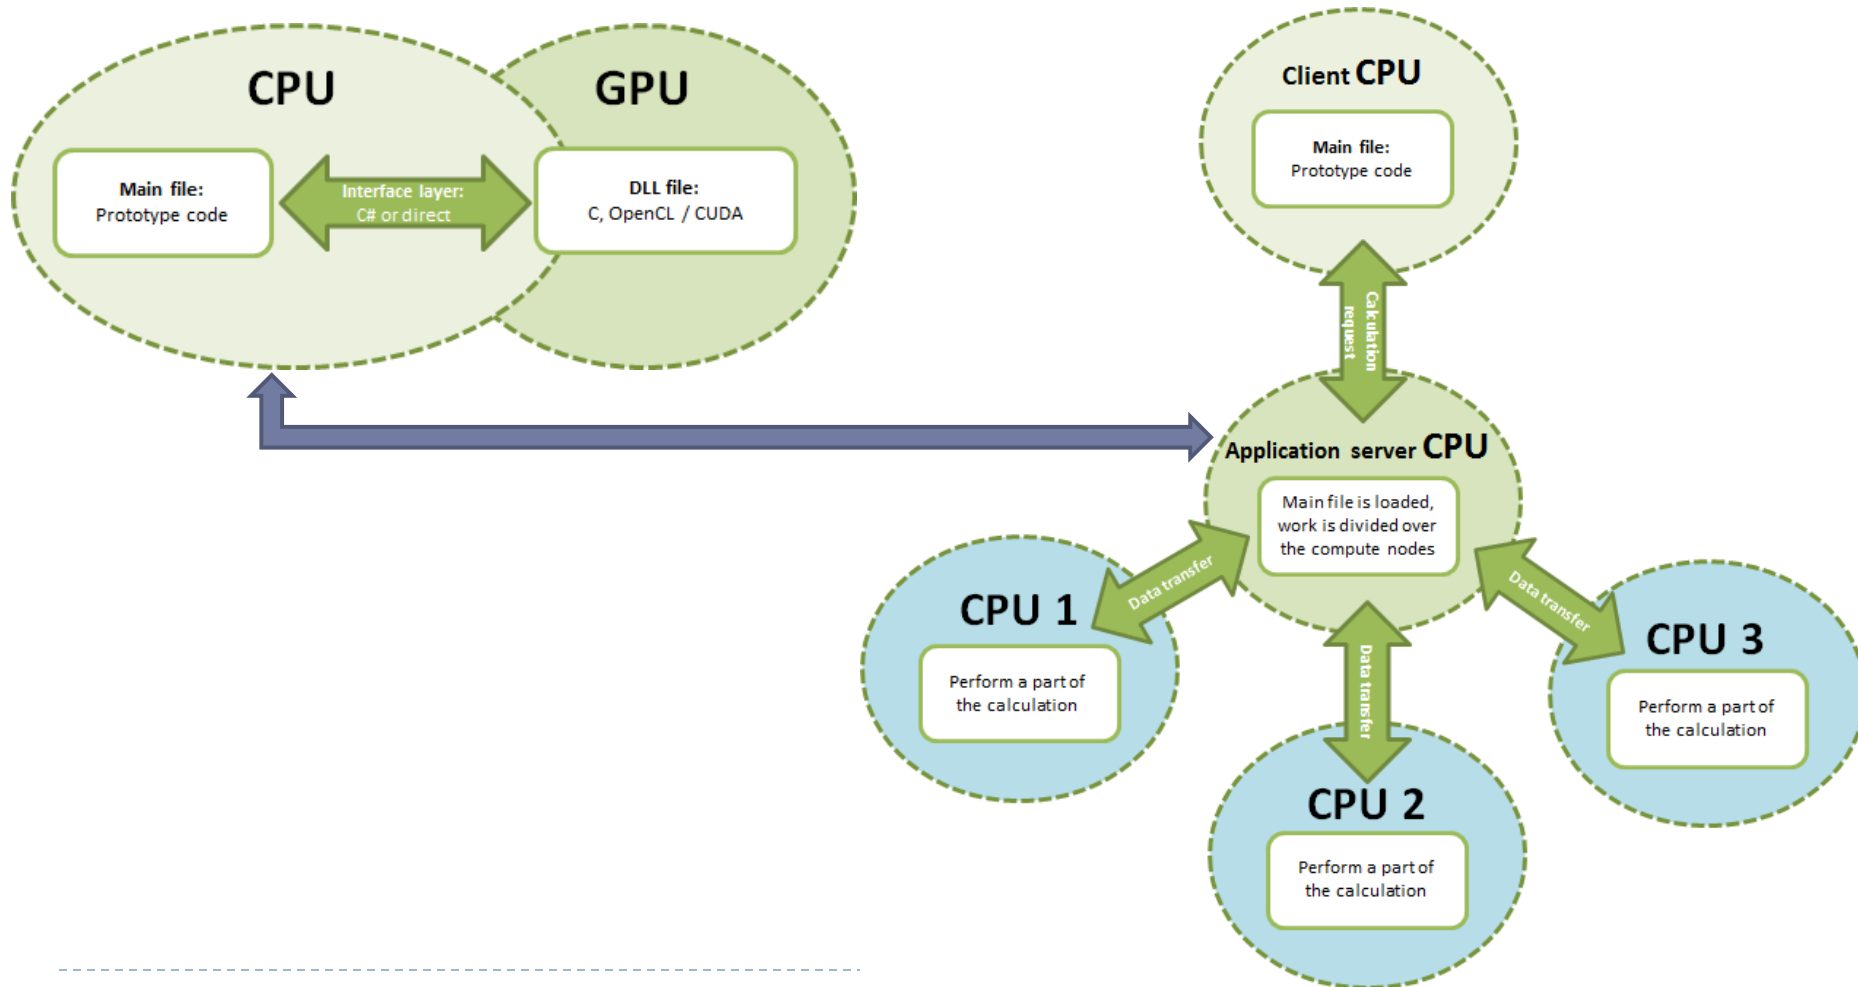 CPU
Main file:
Prototype code
Interface layer:
C# or direct
GPU
DLL file:
C, OpenCL / CUDA
Client CPU
Main file:
Prototype code
Calculation
request
Application server CPU
Main file is loaded,
work is divided over
the compute nodes
Data transfer
Data transfer
Data transfer
CPU 1
Perform a part of
the calculation
CPU 2
Perform a part of
the calculation
CPU 3
Perform a part of
the calculation